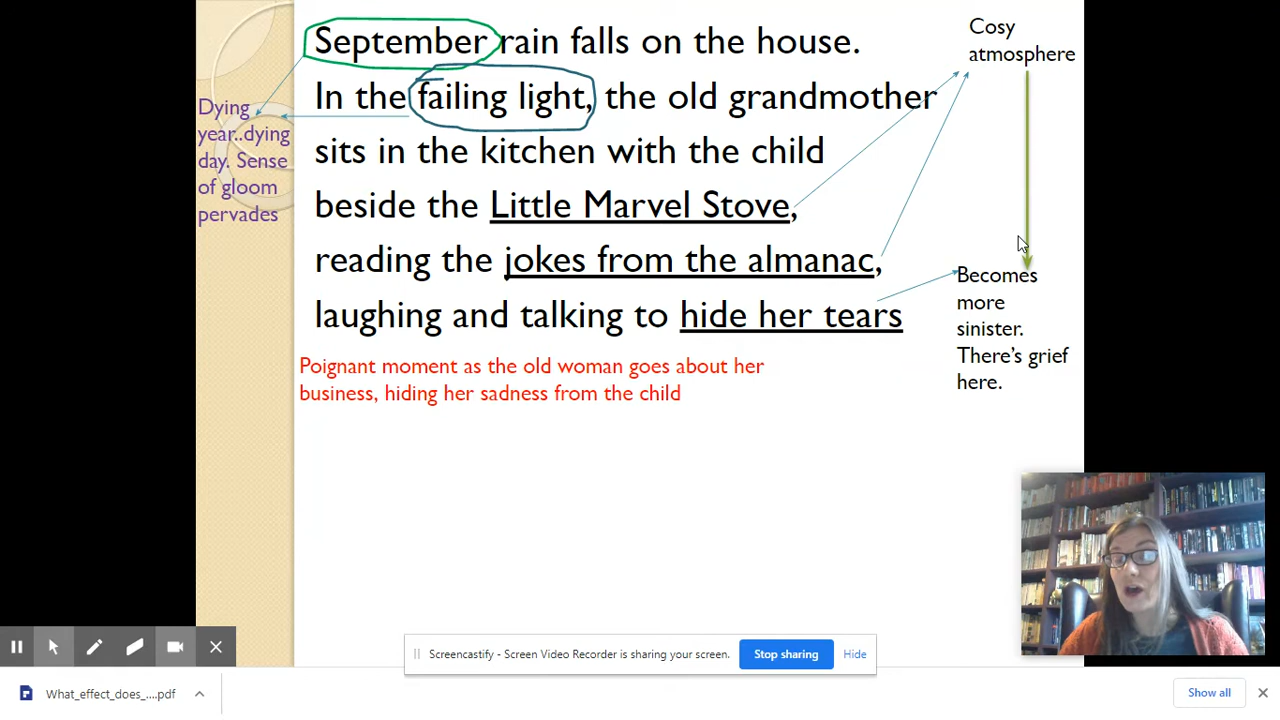 September rain falls on the house.
In the failing light, the old grandmother
sits in the kitchen with the child
beside the Little Marvel Stove,
reading the jokes from the almanac,
laughing and talking to hide her tears
Cosy
atmosphere
Dying
year..dying
day. Sense
of gloom
pervades
Becomes
more
sinister.
There's grief
here.
Poignant moment as the old woman goes about her
business, hiding her sadness from the child
Screencastify - Screen Video Recorder is sharing your screen.
Stop sharing
Hide
What_effect_does_....pdf
Show all